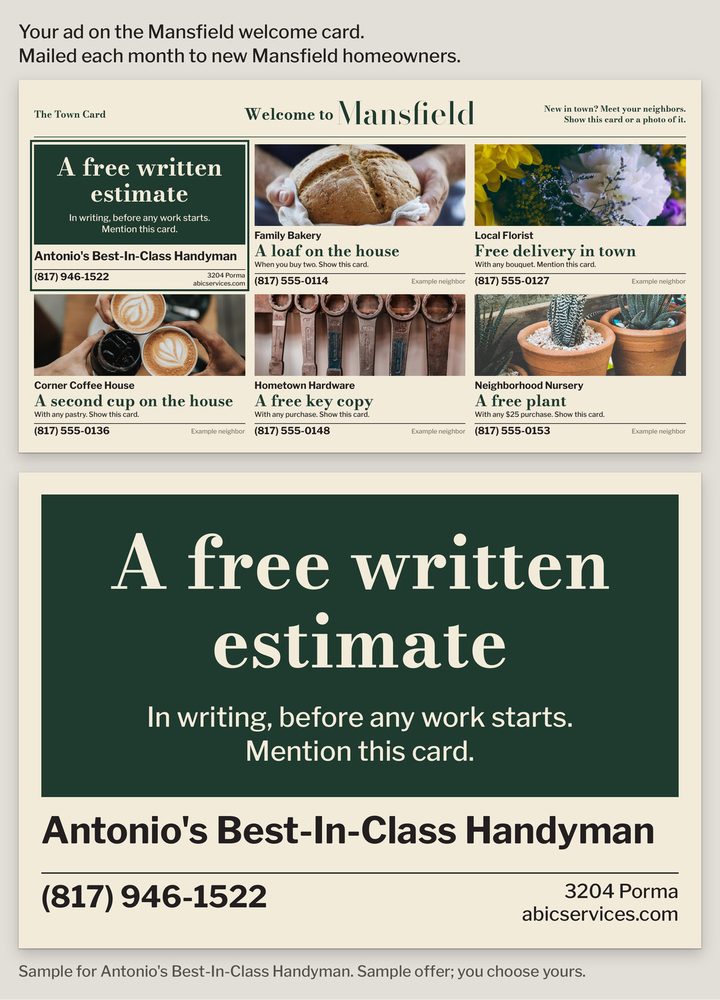 Your ad on the Mansfield welcome card.
Mailed each month to new Mansfield homeowners.
The Town Card
Welcome to Mansfield
New in town? Meet your neighbors.
Show this card or a photo of it.
A free written
estimate
In writing, before any work starts.
Mention this card.
Antonio's Best-In-Class Handyman
(817) 946-1522
3204 Porma
abicservices.com
Family Bakery
A loaf on the house
When you buy two. Show this card.
(817) 555-0114
Example neighbor
Local Florist
Free delivery in town
With any bouquet. Mention this card.
(817) 555-0127
Example neighbor
Corner Coffee House
A second cup on the house
With any pastry. Show this card.
(817) 555-0136
Example neighbor
Hometown Hardware
A free key copy
With any purchase. Show this card.
(817) 555-0148
Example neighbor
Neighborhood Nursery
A free plant
With any $25 purchase. Show this card.
(817) 555-0153
Example neighbor
A free written
estimate
In writing, before any work starts.
Mention this card.
Antonio's Best-In-Class Handyman
(817) 946-1522
3204 Porma
abicservices.com
Sample for Antonio's Best-In-Class Handyman. Sample offer; you choose yours.